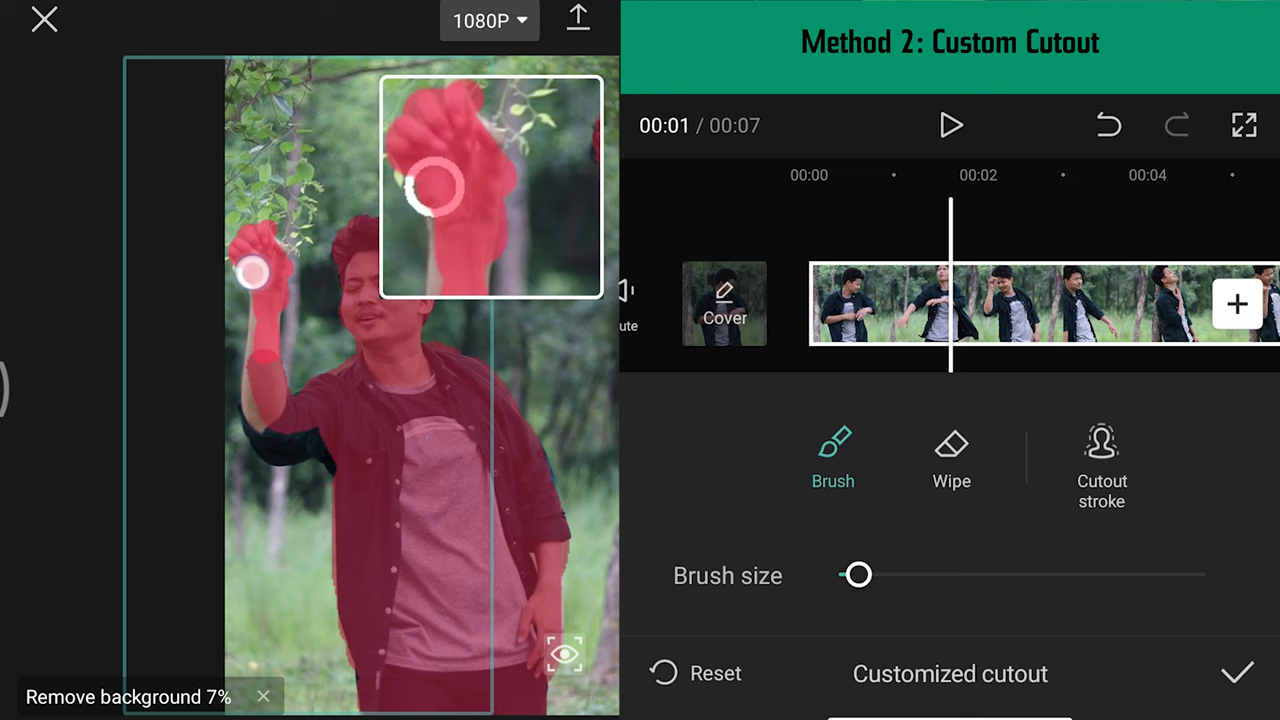 1080P
Remove background 7%
Method 2: Custom Cutout
00:01 / 00:07
00:00
00:02
00:04
ute
Cover
Brush
Wipe
Cutout
stroke
Brush size
Reset
Customized cutout